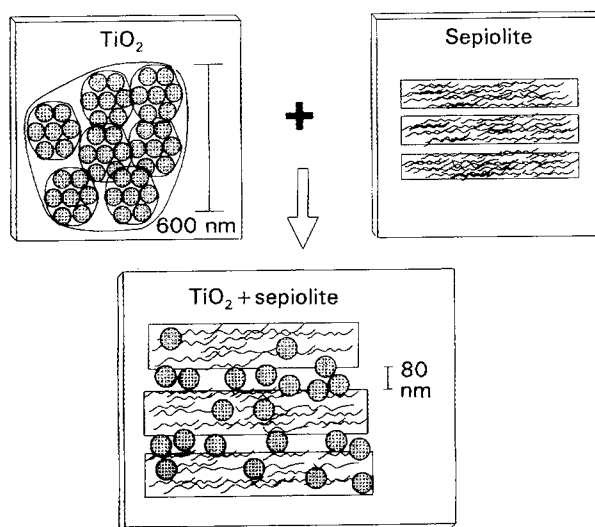 TiO₂
Sepiolite
+
600 nm
TiO₂ + sepiolite
80
nm